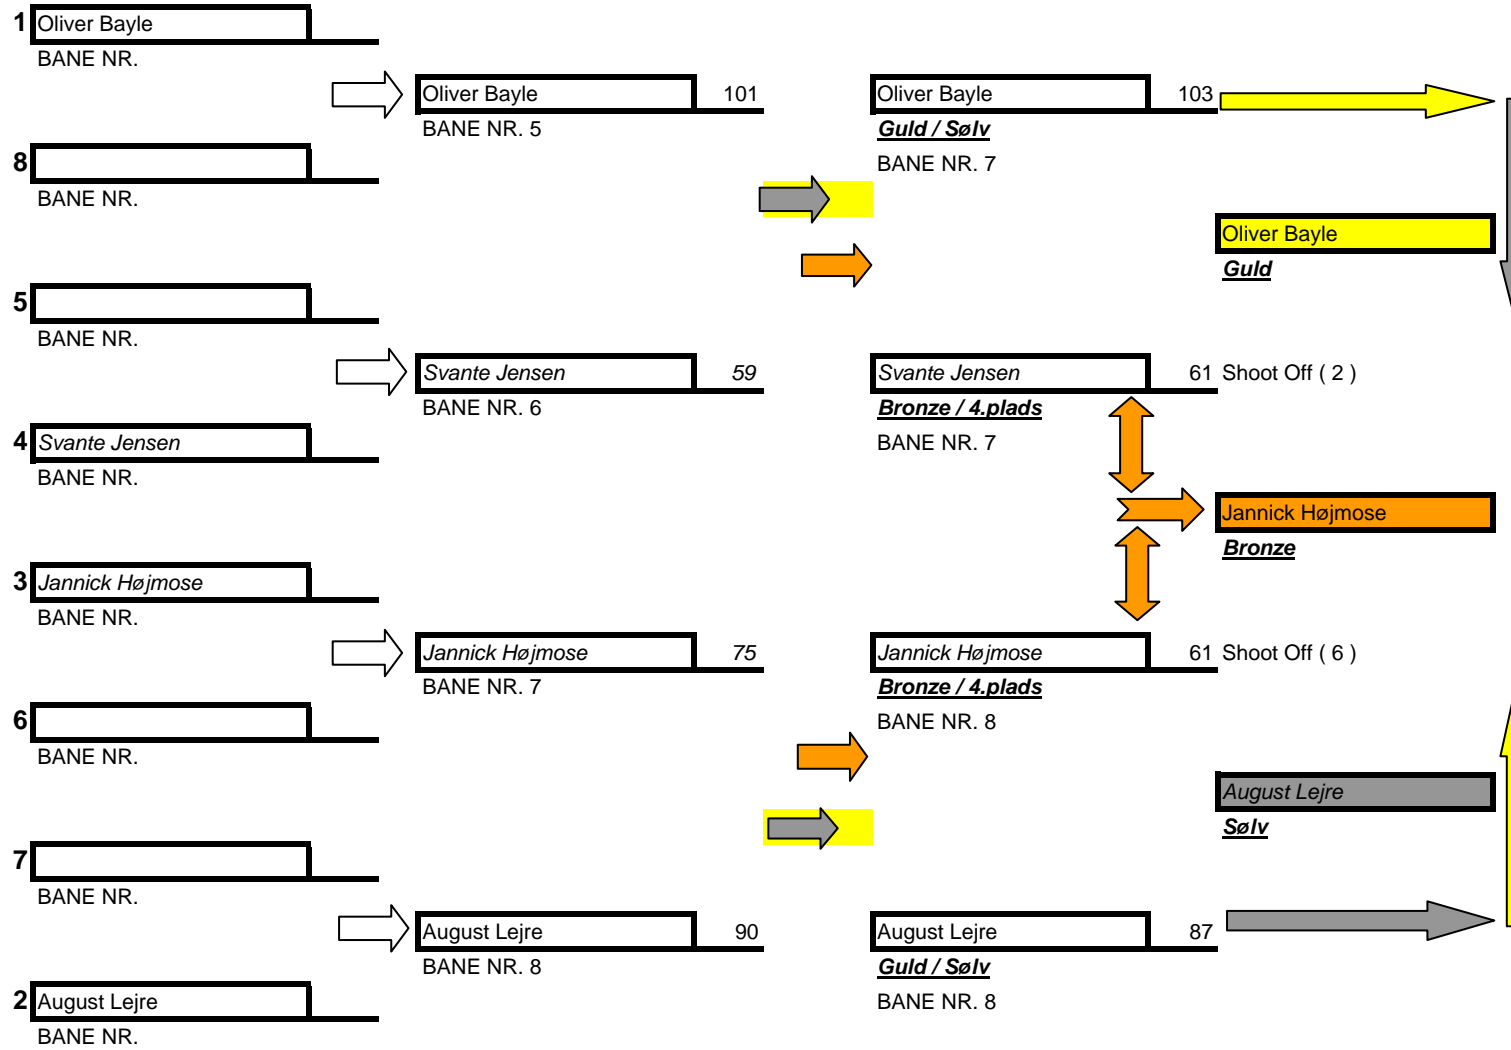 1 Oliver Bayle
BANE NR.
8
BANE NR.
5
BANE NR.
4 Svante Jensen
BANE NR.
3 Jannick Højmose
BANE NR.
6
BANE NR.
7
BANE NR.
2 August Lejre
BANE NR.
Oliver Bayle 101
BANE NR. 5
Svante Jensen 59
BANE NR. 6
Jannick Højmose 75
BANE NR. 7
August Lejre 90
BANE NR. 8
Oliver Bayle 103
Guld / Sølv
BANE NR. 7
Svante Jensen 61 Shoot Off ( 2 )
Bronze / 4.plads
BANE NR. 7
Jannick Højmose 61 Shoot Off ( 6 )
Bronze / 4.plads
BANE NR. 8
August Lejre 87
Guld / Sølv
BANE NR. 8
Oliver Bayle
Guld
Jannick Højmose
Bronze
August Lejre
Sølv